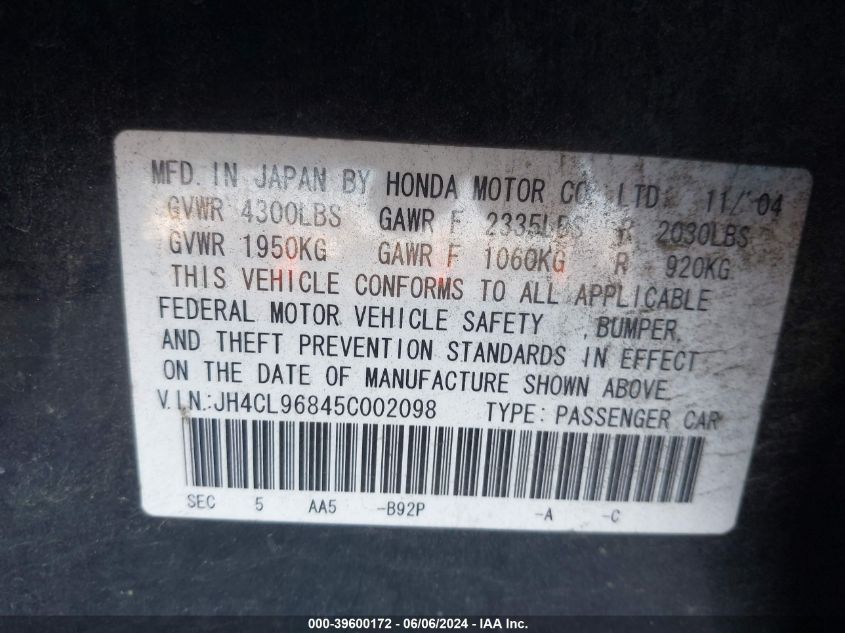 MFD. IN JAPAN BY HONDA MOTOR CO., LTD. 11/'04
GVWR 4300LBS GAWR F 2335LBS R 2030LBS
GVWR 1950KG GAWR F 1060KG R 920KG
THIS VEHICLE CONFORMS TO ALL APPLICABLE
FEDERAL MOTOR VEHICLE SAFETY , BUMPER,
AND THEFT PREVENTION STANDARDS IN EFFECT
ON THE DATE OF MANUFACTURE SHOWN ABOVE.
V.I.N.:JH4CL96845C002098 TYPE: PASSENGER CAR
SEC 5 AA5 -B92P -A -C
000-39600172 - 06/06/2024 - IAA Inc.